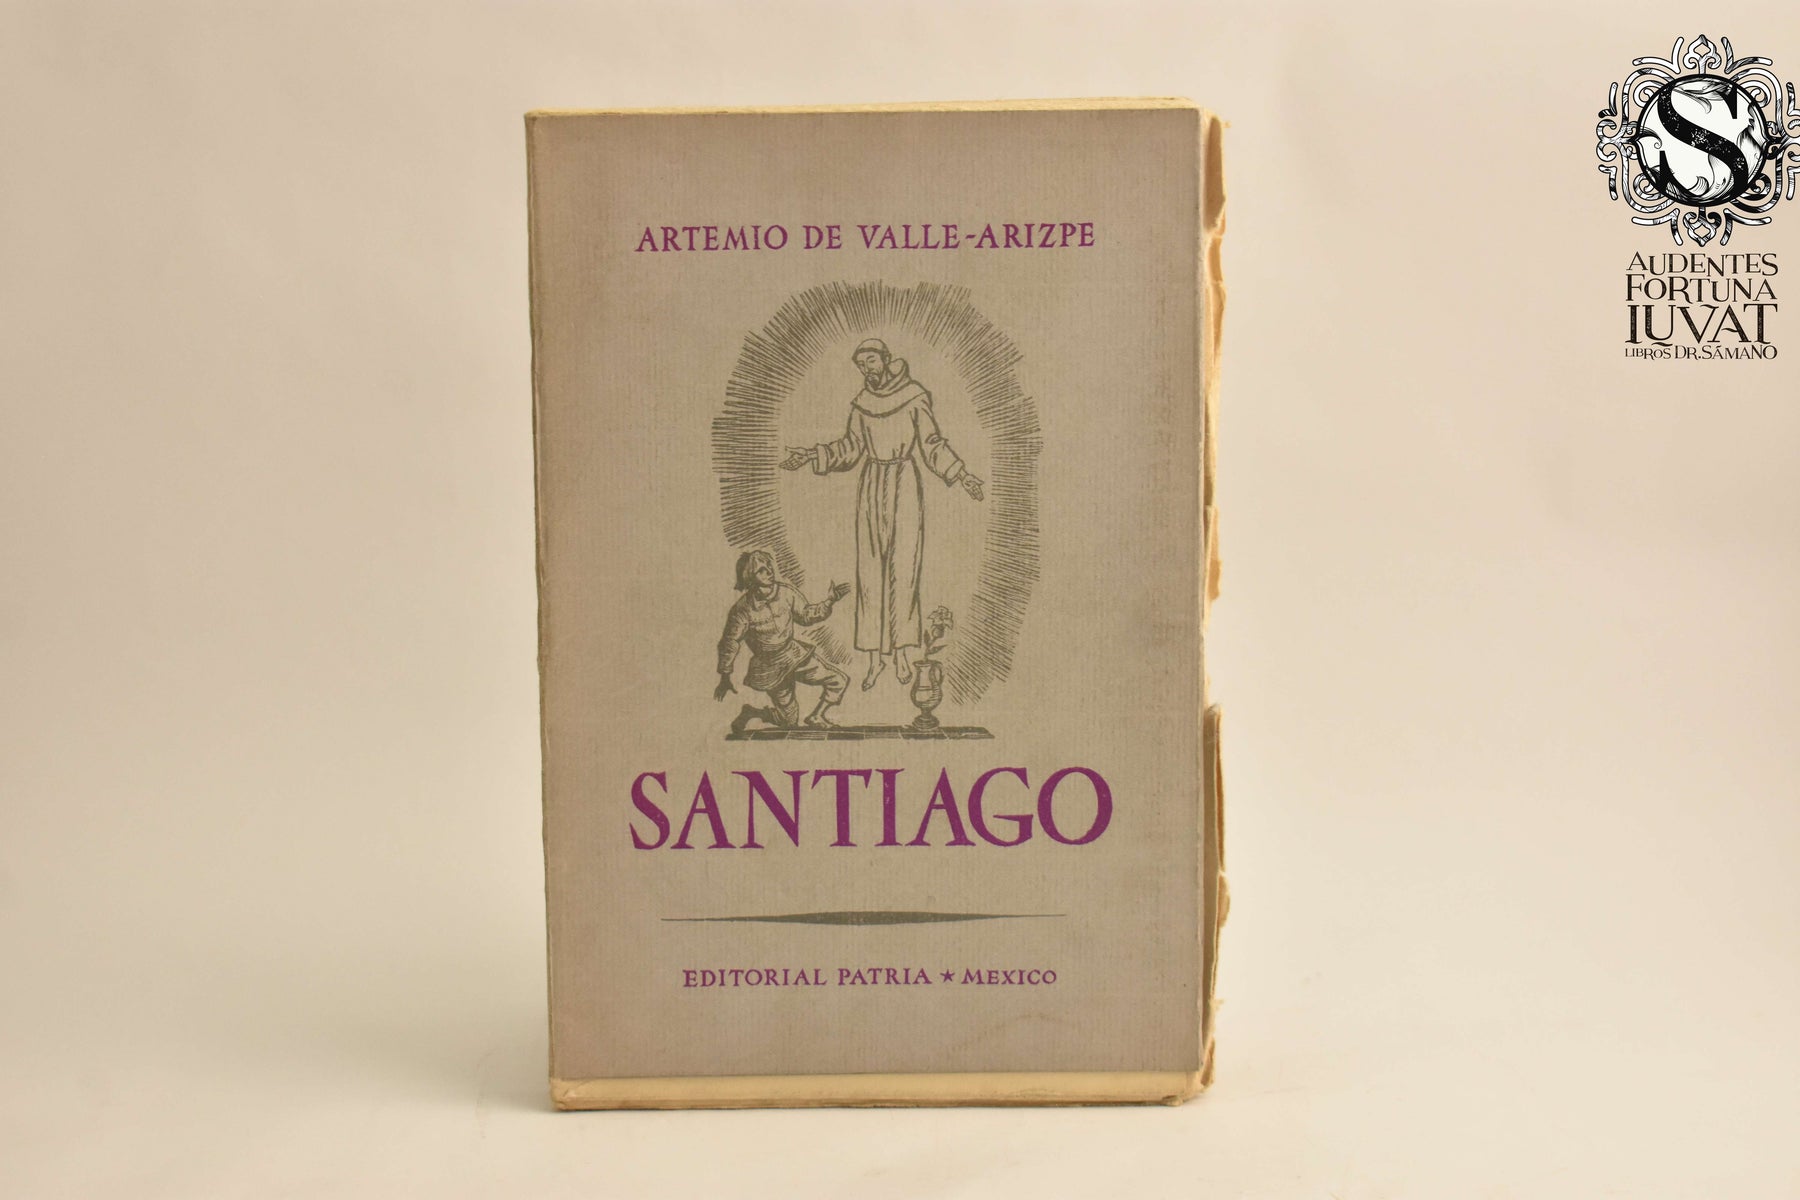 ARTEMIO DE VALLE-ARIZPE
SANTIAGO
EDITORIAL PATRIA ★ MEXICO
S
AUDENTES
FORTUNA
IUVAT
LIBROS DR. SÁMANO